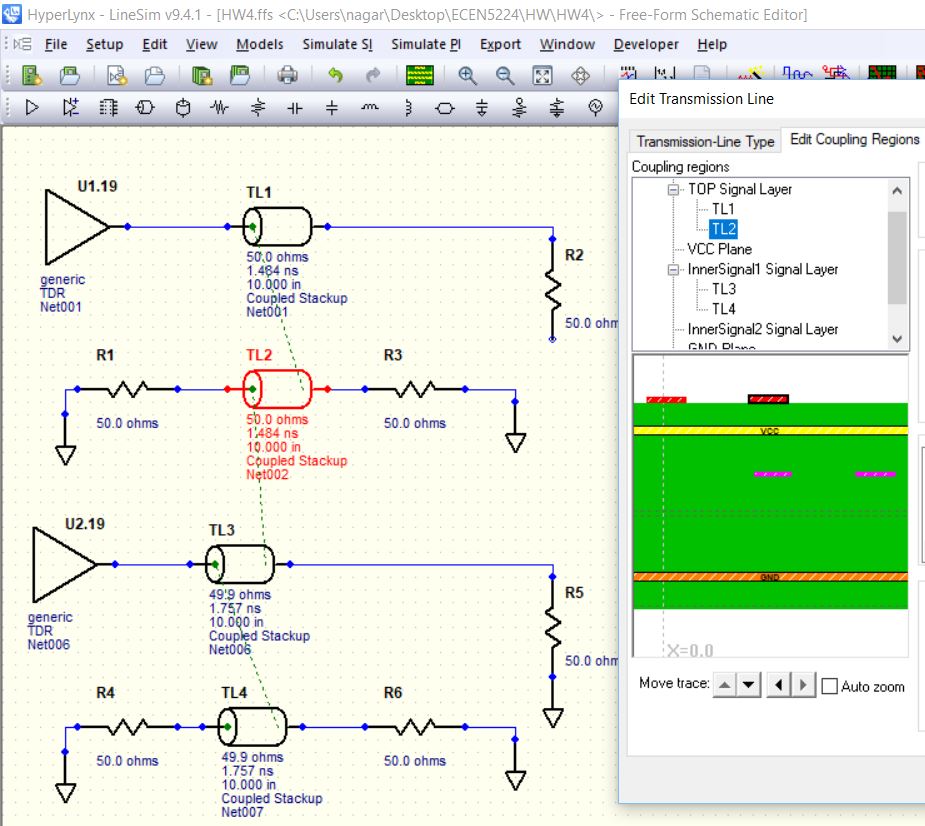 HyperLynx - LineSim v9.4.1 - [HW4.ffs <C:\Users\nagar\Desktop\ECEN5224\HW\HW4\> - Free-Form Schematic Editor]
File Setup Edit View Models Simulate SI Simulate PI Export Window Developer Help
Edit Transmission Line
Transmission-Line Type Edit Coupling Regions
Coupling regions
TOP Signal Layer
TL1
TL2
VCC Plane
InnerSignal1 Signal Layer
TL3
TL4
InnerSignal2 Signal Layer
GND Plane
VCC
GND
X=0.0
Move trace:
Auto zoom
U1.19
generic
TDR
Net001
TL1
50.0 ohms
1.484 ns
10.000 in
Coupled Stackup
Net001
R2
50.0 ohm
R1
50.0 ohms
TL2
50.0 ohms
1.484 ns
10.000 in
Coupled Stackup
Net002
R3
50.0 ohms
U2.19
generic
TDR
Net006
TL3
49.9 ohms
1.757 ns
10.000 in
Coupled Stackup
Net006
R5
50.0 ohm
R4
50.0 ohms
TL4
49.9 ohms
1.757 ns
10.000 in
Coupled Stackup
Net007
R6
50.0 ohms